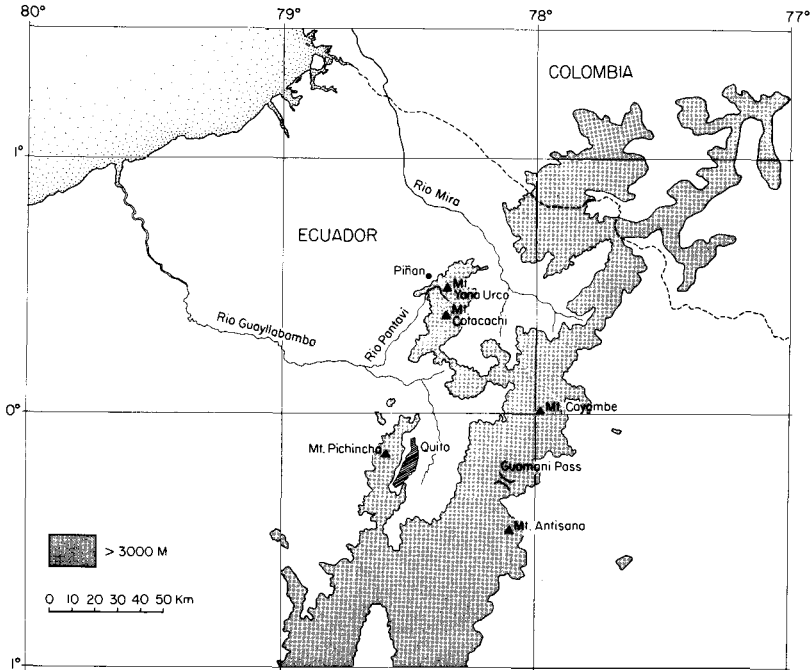 80°
79°
78°
77°
COLOMBIA
1°
Rio Mira
ECUADOR
Piñan
Mt.
Yana Urco
Mt.
Cotacachi
Rio Pantavi
Rio Guayllabamba
0°
Mt. Cayambe
Mt. Pichincha
Quito
Guamani Pass
Mt. Antisana
> 3000 M
0 10 20 30 40 50 Km
1°